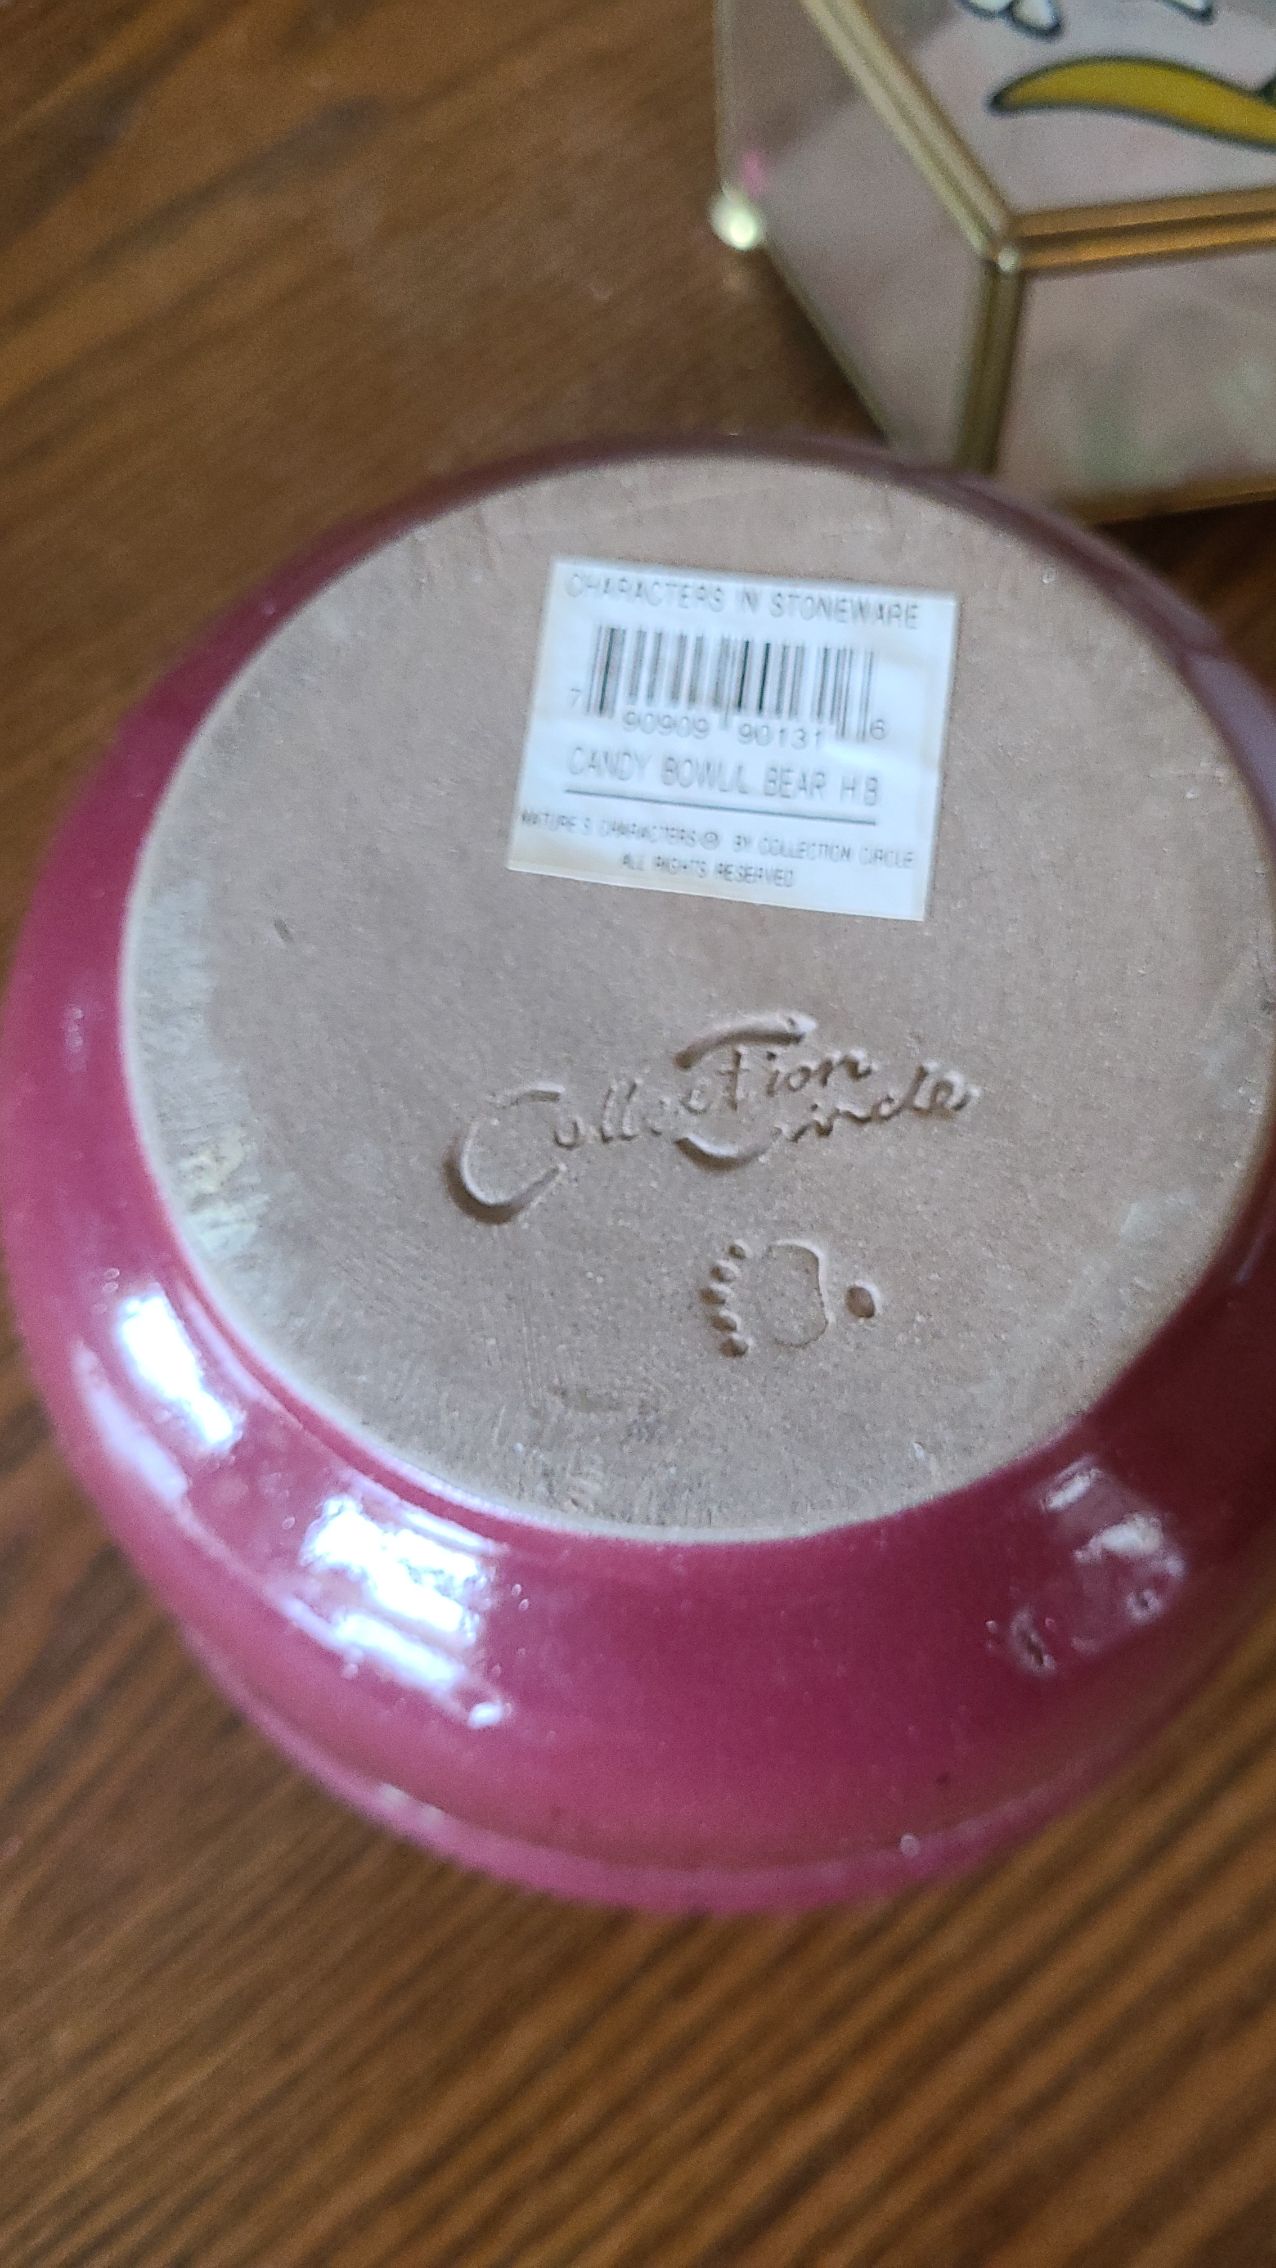 CHARACTERS IN STONEWARE
7 90909 90131 6
CANDY BOWL/L BEAR HB
NATURE'S CHARACTERS® BY COLLECTION CIRCLE
ALL RIGHTS RESERVED
Collection
Circle